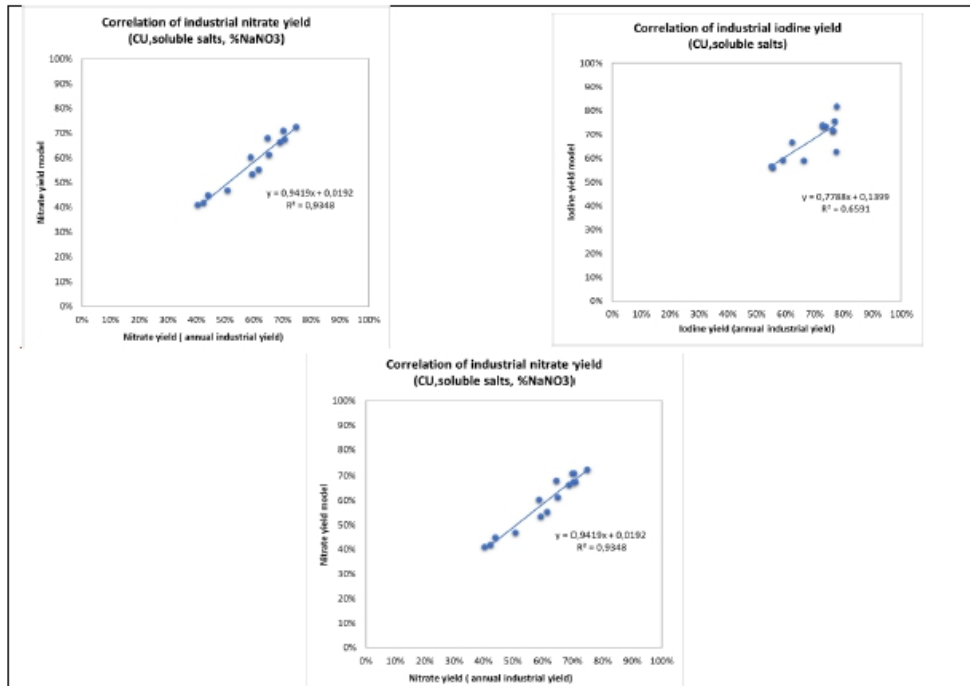 Correlation of industrial nitrate yield
(CU,soluble salts, %NaNO3)
Nitrate yield model
100%
90%
80%
70%
60%
50%
40%
30%
20%
10%
0%
y = 0,9419x + 0,0192
R² = 0,9348
0% 10% 20% 30% 40% 50% 60% 70% 80% 90% 100%
Nitrate yield ( annual industrial yield)
Correlation of industrial iodine yield
(CU,soluble salts)
Iodine yield model
100%
90%
80%
70%
60%
50%
40%
30%
20%
10%
0%
y = 0,7788x + 0,1399
R² = 0,6591
0% 10% 20% 30% 40% 50% 60% 70% 80% 90% 100%
Iodine yield (annual industrial yield)
Correlation of industrial nitrate yield
(CU,soluble salts, %NaNO3)
Nitrate yield model
100%
90%
80%
70%
60%
50%
40%
30%
20%
10%
0%
y = 0,9419x + 0,0192
R² = 0,9348
0% 10% 20% 30% 40% 50% 60% 70% 80% 90% 100%
Nitrate yield ( annual industrial yield)